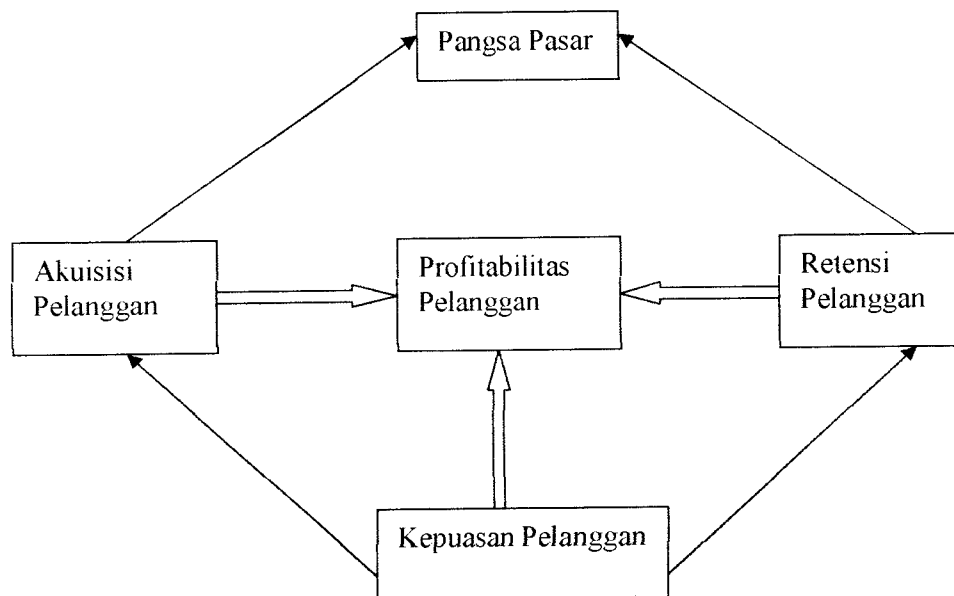 Pangsa Pasar
Akuisisi
Pelanggan
Profitabilitas
Pelanggan
Retensi
Pelanggan
Kepuasan Pelanggan